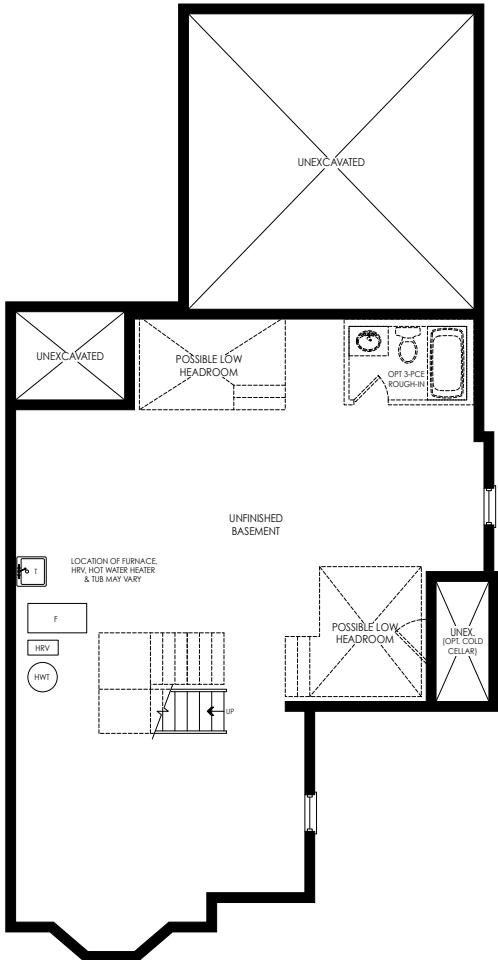 UNEXCAVATED
UNEXCAVATED
POSSIBLE LOW
HEADROOM
OPT 3-PCE
ROUGH-IN
UNFINISHED
BASEMENT
LOCATION OF FURNACE,
HRV, HOT WATER HEATER
& TUB MAY VARY
T
F
HRV
HWT
POSSIBLE LOW
HEADROOM
UNEX.
(OPT. COLD
CELLAR)
UP